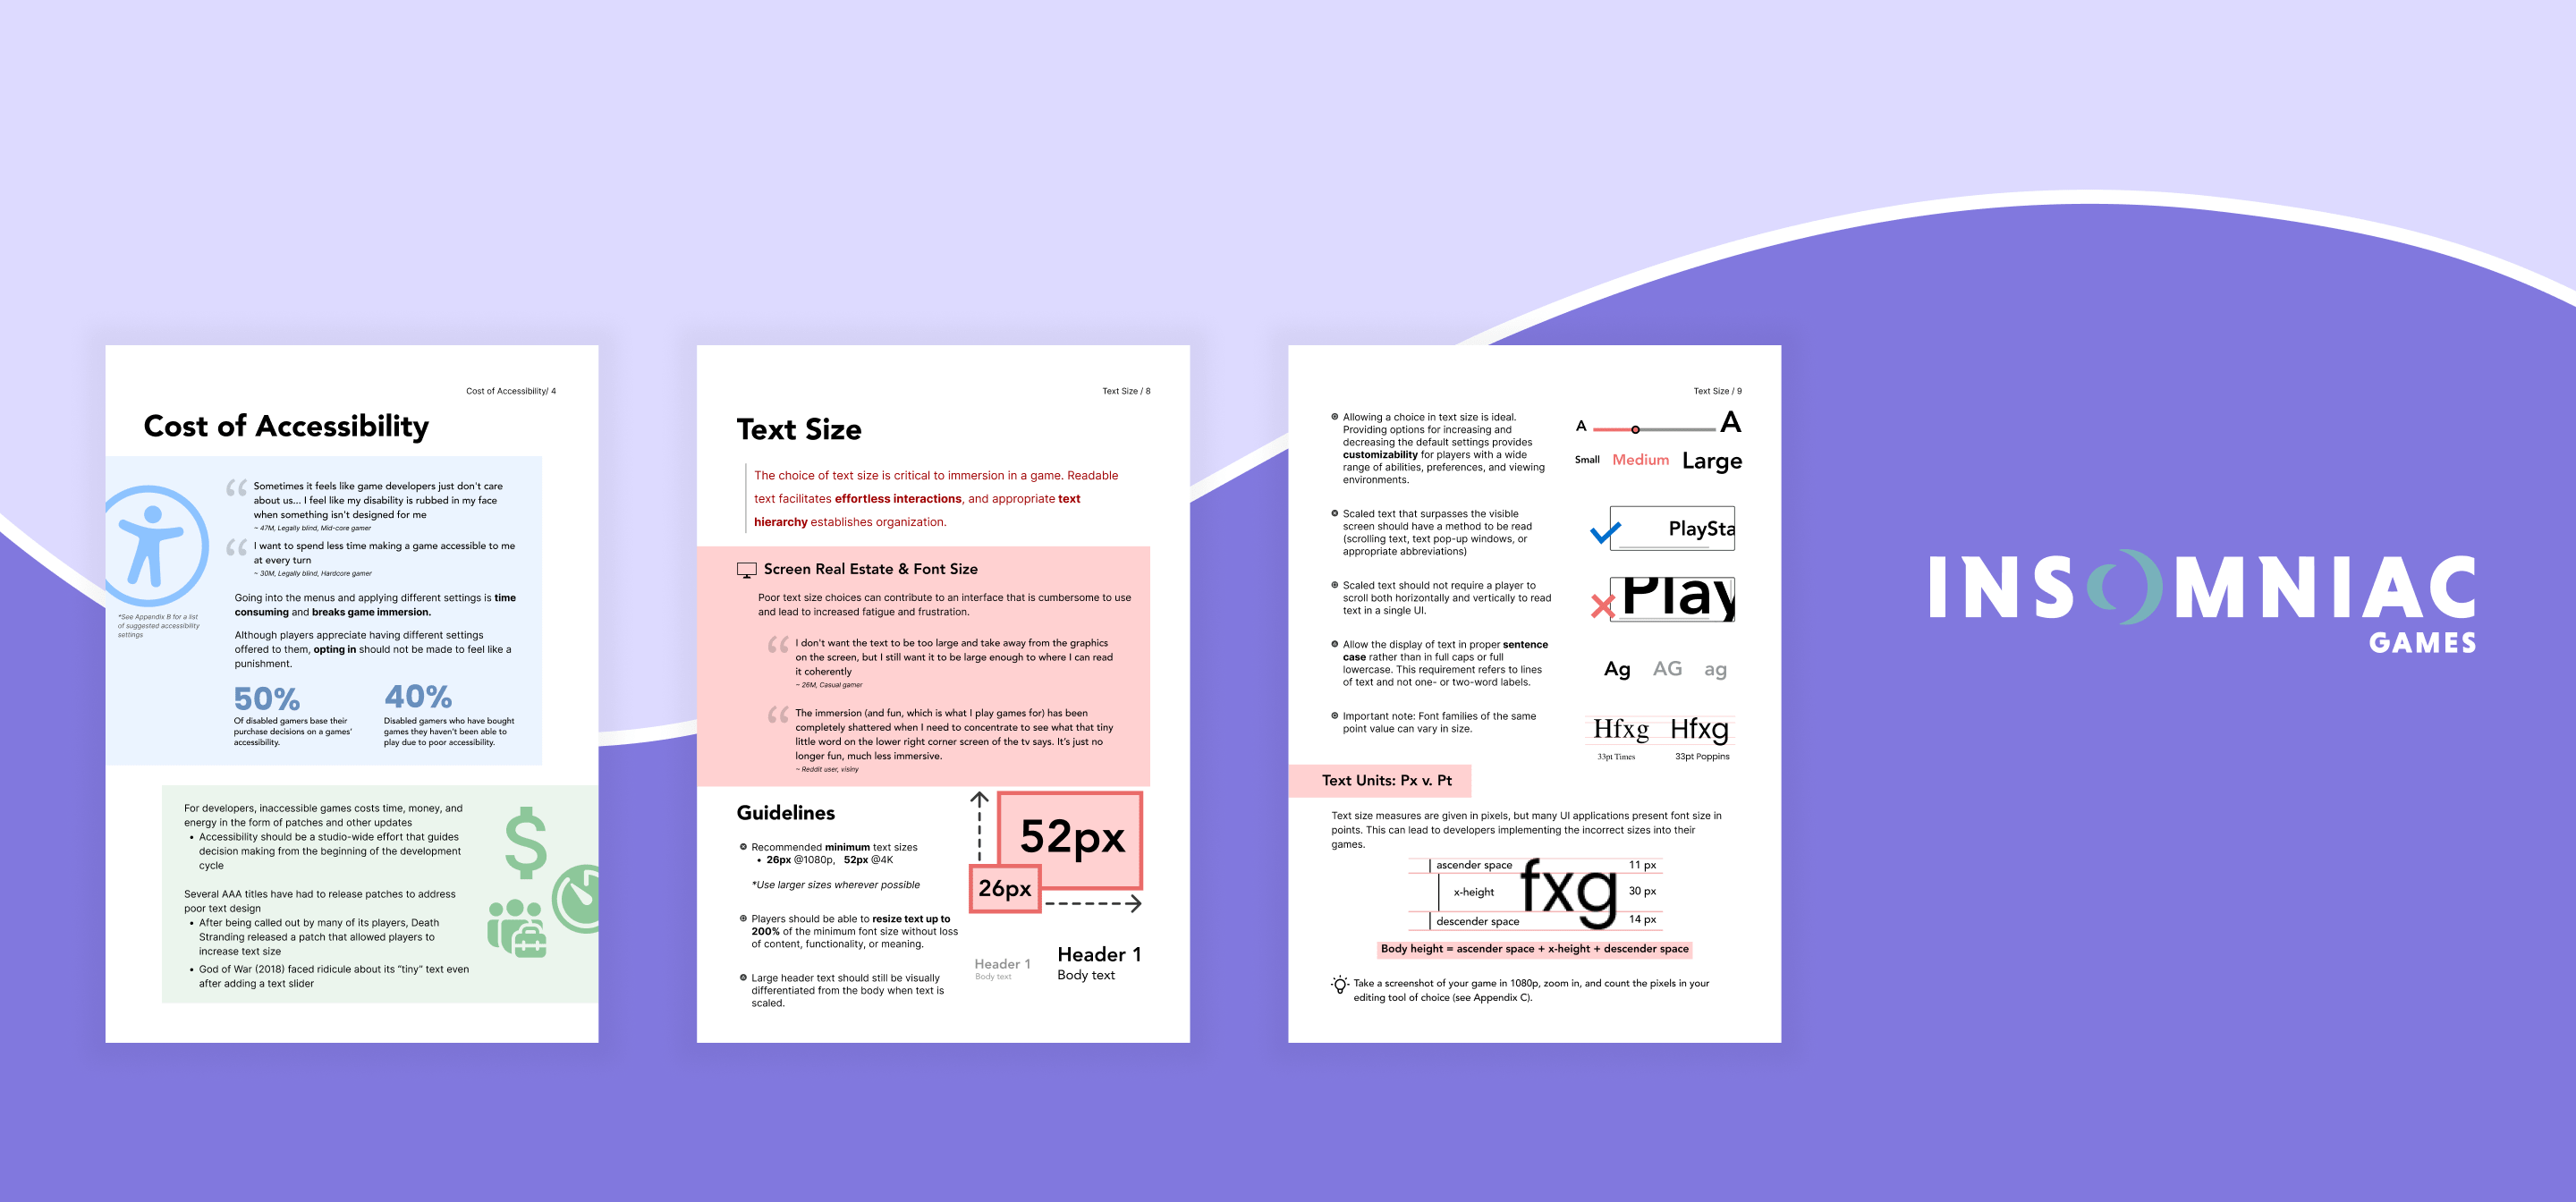 Cost of Accessibility/ 4
Cost of Accessibility
“ Sometimes it feels like game developers just don't care
about us... I feel like my disability is rubbed in my face
when something isn't designed for me
~ 47M, Legally blind, Mid-core gamer
“ I want to spend less time making a game accessible to me
at every turn
~ 30M, Legally blind, Hardcore gamer
*See Appendix B for a list
of suggested accessibility
settings
Going into the menus and applying different settings is time
consuming and breaks game immersion.
Although players appreciate having different settings
offered to them, opting in should not be made to feel like a
punishment.
50%
Of disabled gamers base their
purchase decisions on a games'
accessibility.
40%
Disabled gamers who have bought
games they haven't been able to
play due to poor accessibility.
For developers, inaccessible games costs time, money, and
energy in the form of patches and other updates
• Accessibility should be a studio-wide effort that guides
decision making from the beginning of the development
cycle
Several AAA titles have had to release patches to address
poor text design
• After being called out by many of its players, Death
Stranding released a patch that allowed players to
increase text size
• God of War (2018) faced ridicule about its “tiny” text even
after adding a text slider
Text Size / 8
Text Size
The choice of text size is critical to immersion in a game. Readable
text facilitates effortless interactions, and appropriate text
hierarchy establishes organization.
Screen Real Estate & Font Size
Poor text size choices can contribute to an interface that is cumbersome to use
and lead to increased fatigue and frustration.
“ I don't want the text to be too large and take away from the graphics
on the screen, but I still want it to be large enough to where I can read
it coherently
~ 26M, Casual gamer
“ The immersion (and fun, which is what I play games for) has been
completely shattered when I need to concentrate to see what that tiny
little word on the lower right corner screen of the tv says. It's just no
longer fun, much less immersive.
~ Reddit user, visiny
Guidelines
Recommended minimum text sizes
• 26px @1080p, 52px @4K
*Use larger sizes wherever possible
Players should be able to resize text up to
200% of the minimum font size without loss
of content, functionality, or meaning.
Large header text should still be visually
differentiated from the body when text is
scaled.
52px
26px
Header 1
Body text
Header 1
Body text
Text Size / 9
Allowing a choice in text size is ideal.
Providing options for increasing and
decreasing the default settings provides
customizability for players with a wide
range of abilities, preferences, and viewing
environments.
A A
Small Medium Large
Scaled text that surpasses the visible
screen should have a method to be read
(scrolling text, text pop-up windows, or
appropriate abbreviations)
PlaySta
Scaled text should not require a player to
scroll both horizontally and vertically to read
text in a single UI.
Play
Allow the display of text in proper sentence
case rather than in full caps or full
lowercase. This requirement refers to lines
of text and not one- or two-word labels.
Ag AG ag
Important note: Font families of the same
point value can vary in size.
Hfxg Hfxg
33pt Times 33pt Poppins
Text Units: Px v. Pt
Text size measures are given in pixels, but many UI applications present font size in
points. This can lead to developers implementing the incorrect sizes into their
games.
ascender space 11 px
x-height 30 px
descender space 14 px
fxg
Body height = ascender space + x-height + descender space
Take a screenshot of your game in 1080p, zoom in, and count the pixels in your
editing tool of choice (see Appendix C).
INSOMNIAC
GAMES